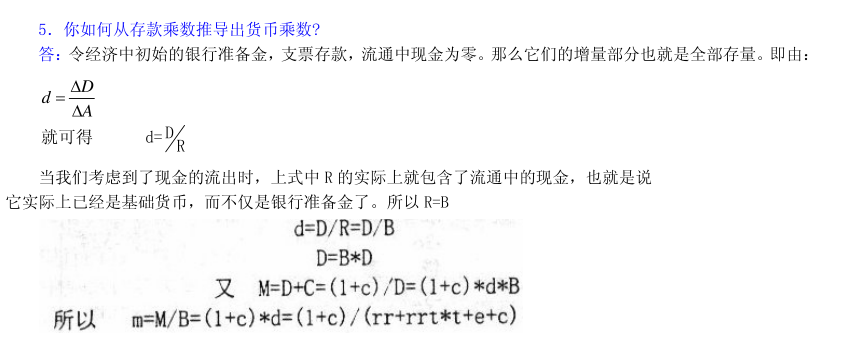 5. 你如何从存款乘数推导出货币乘数?
答:令经济中初始的银行准备金,支票存款,流通中现金为零。那么它们的增量部分也就是全部存量。即由:
d=ΔD/ΔA
就可得 d=D/R
当我们考虑到了现金的流出时,上式中 R 的实际上就包含了流通中的现金,也就是说
它实际上已经是基础货币,而不仅是银行准备金了。所以 R=B
d=D/R=D/B
D=B*D
又 M=D+C=(1+c)/D=(1+c)*d*B
所以 m=M/B=(1+c)*d=(1+c)/(rr+rrt*t+e+c)